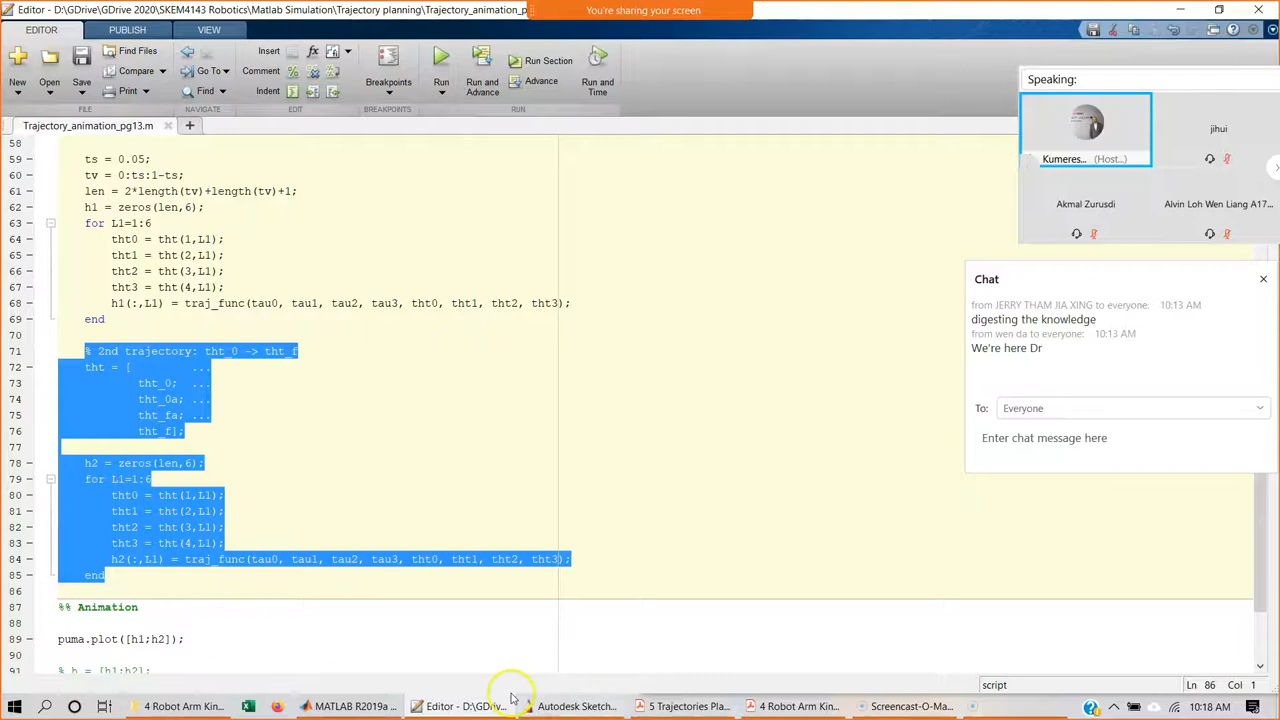 Editor - D:\GDrive\GDrive 2020\SKEM4143 Robotics\Matlab Simulation\Trajectory planning\Trajectory_animation_p
You're sharing your screen
EDITOR
PUBLISH
VIEW
New
Open
Save
Find Files
Compare
Print
Go To
Find
Insert
Comment
Indent
fx
Breakpoints
Run
Run and Advance
Run Section
Advance
Run and Time
FILE
NAVIGATE
EDIT
BREAKPOINTS
RUN
Trajectory_animation_pg13.m
58
59 ts = 0.05;
60 tv = 0:ts:1-ts;
61 len = 2*length(tv)+length(tv)+1;
62 h1 = zeros(len,6);
63 for L1=1:6
64 tht0 = tht(1,L1);
65 tht1 = tht(2,L1);
66 tht2 = tht(3,L1);
67 tht3 = tht(4,L1);
68 h1(:,L1) = traj_func(tau0, tau1, tau2, tau3, tht0, tht1, tht2, tht3);
69 end
70
71 % 2nd trajectory: tht_0 -> tht_f
72 tht = [ ...
73 tht_0; ...
74 tht_0a; ...
75 tht_fa; ...
76 tht_f];
77
78 h2 = zeros(len,6);
79 for L1=1:6
80 tht0 = tht(1,L1);
81 tht1 = tht(2,L1);
82 tht2 = tht(3,L1);
83 tht3 = tht(4,L1);
84 h2(:,L1) = traj_func(tau0, tau1, tau2, tau3, tht0, tht1, tht2, tht3);
85 end
86
87 %% Animation
88
89 puma.plot([h1;h2]);
90
91 % h = [h1;h2];
Speaking:
Kumeres... (Host...)
jihui
Akmal Zurusdi
Alvin Loh Wen Liang A17...
Chat
from JERRY THAM JIA XING to everyone: 10:13 AM
digesting the knowledge
from wen da to everyone: 10:13 AM
We're here Dr
To: Everyone
Enter chat message here
script
Ln 86 Col 1
4 Robot Arm Kin...
MATLAB R2019a ...
Editor - D:\GDriv...
Autodesk Sketch...
5 Trajectories Pla...
4 Robot Arm Kin...
Screencast-O-Ma...
10:18 AM